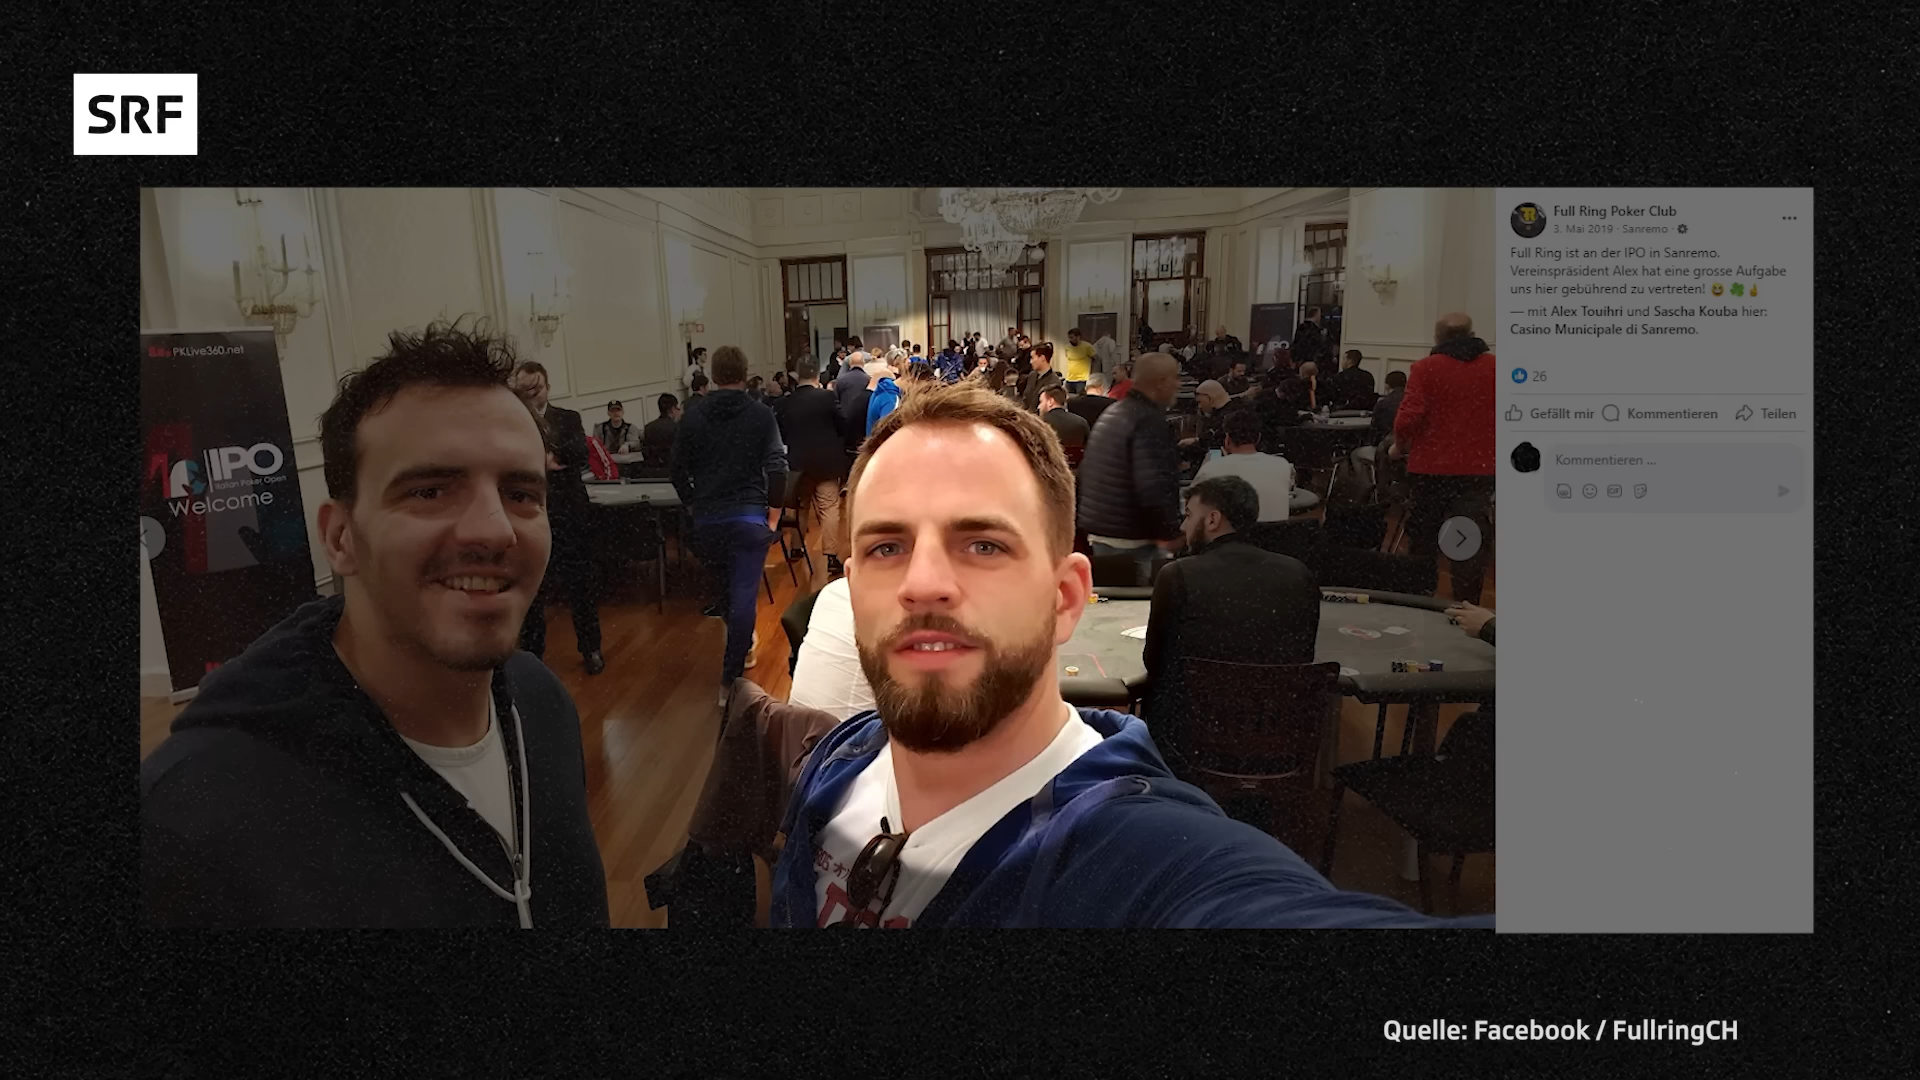 SRF
PKLive360.net
IPO
Italian Poker Open
Welcome
IPO
Full Ring Poker Club
3. Mai 2019 · Sanremo ·
Full Ring ist an der IPO in Sanremo.
Vereinspräsident Alex hat eine grosse Aufgabe
uns hier gebührend zu vertreten! 😆 🍀 🤞
— mit Alex Touihri und Sascha Kouba hier:
Casino Municipale di Sanremo.
26
Gefällt mir Kommentieren Teilen
Kommentieren ...
GIF
Quelle: Facebook / FullringCH